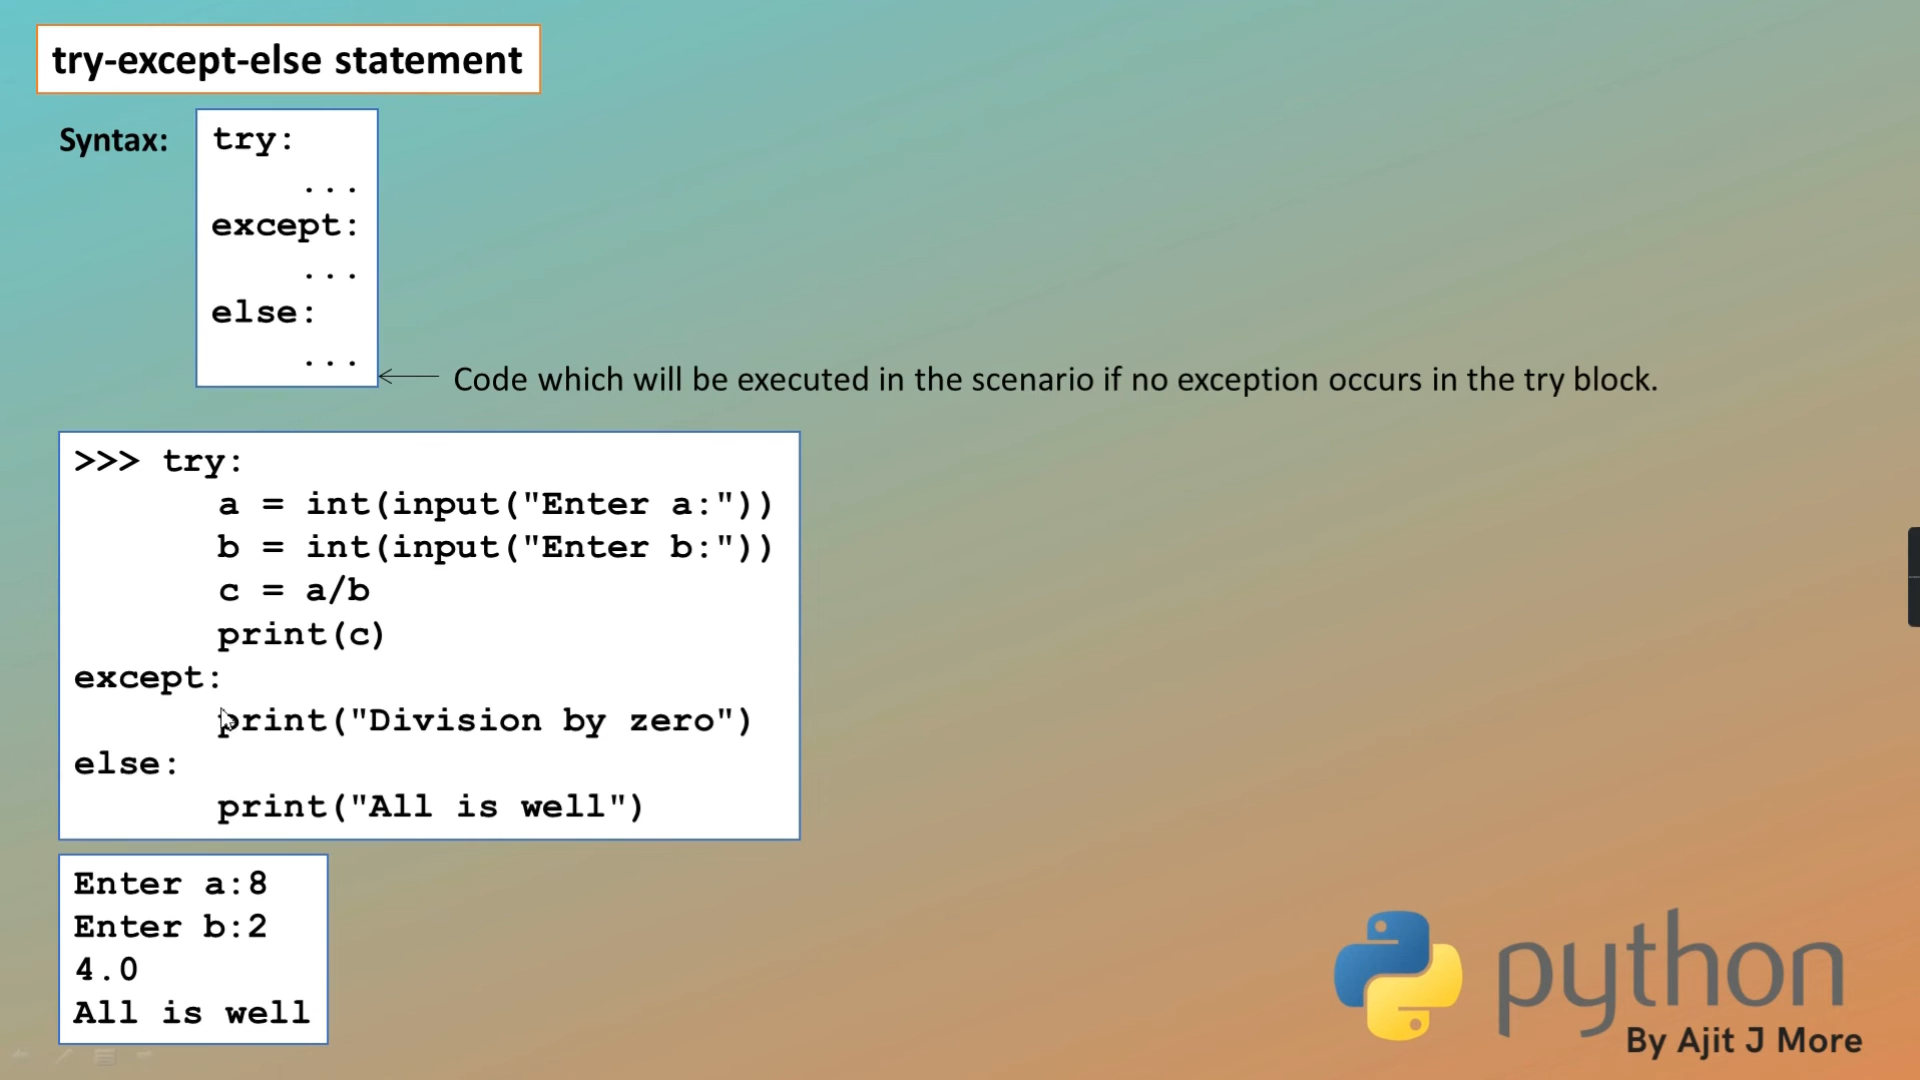 try-except-else statement
Syntax:
try:
...
except:
...
else:
...
Code which will be executed in the scenario if no exception occurs in the try block.
>>> try:
a = int(input("Enter a:"))
b = int(input("Enter b:"))
c = a/b
print(c)
except:
print("Division by zero")
else:
print("All is well")
Enter a:8
Enter b:2
4.0
All is well
python
By Ajit J More